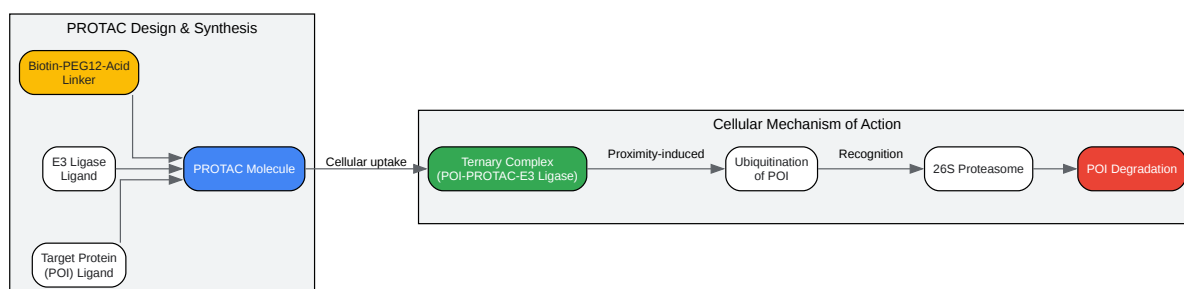 PROTAC Design & Synthesis
Biotin-PEG12-Acid
Linker
E3 Ligase
Ligand
Target Protein
(POI) Ligand
PROTAC Molecule
Cellular uptake
Cellular Mechanism of Action
Ternary Complex
(POI-PROTAC-E3 Ligase)
Proximity-induced
Ubiquitination
of POI
Recognition
26S Proteasome
POI Degradation